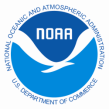 NATIONAL OCEANIC AND ATMOSPHERIC ADMINISTRATION
NOAA
U.S. DEPARTMENT OF COMMERCE